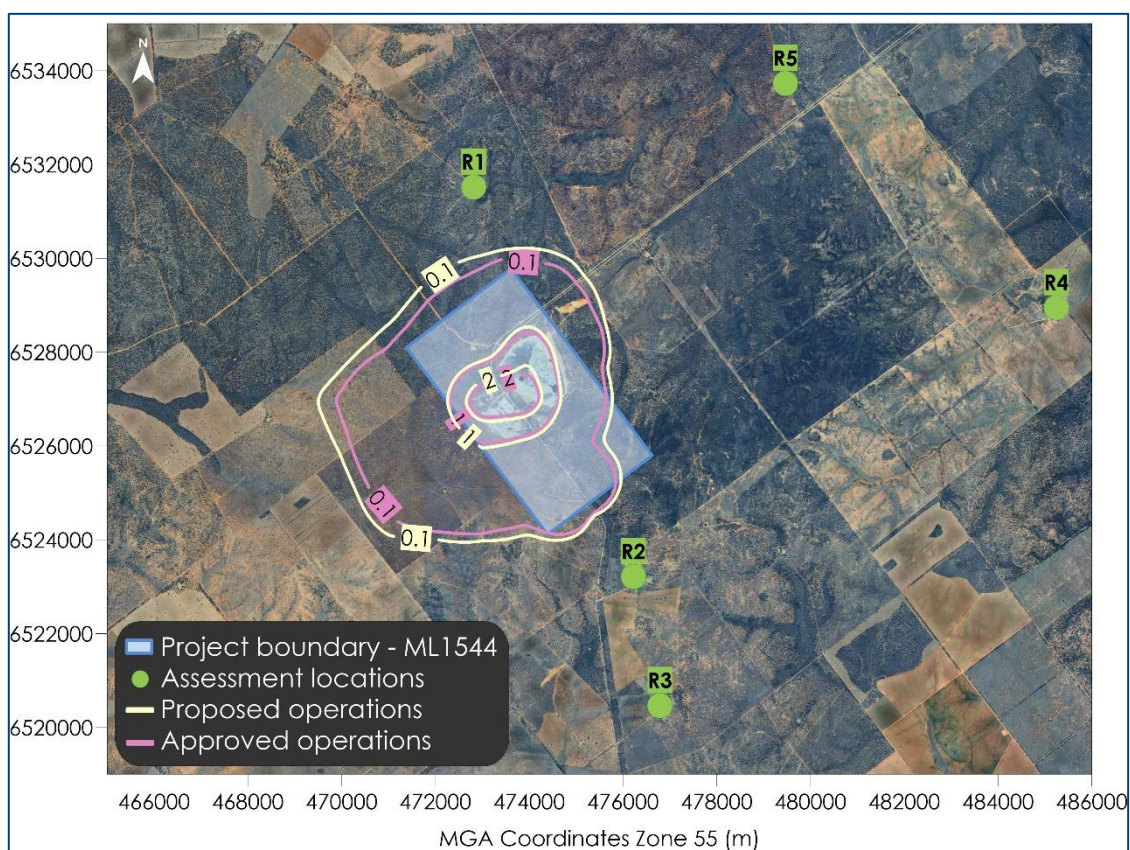 N
6534000
6532000
6530000
6528000
6526000
6524000
6522000
6520000
R5
R1
R4
0.1
0.1
2
2
1
1
0.1
0.1
R2
R3
Project boundary - ML1544
Assessment locations
Proposed operations
Approved operations
466000 468000 470000 472000 474000 476000 478000 480000 482000 484000 486000
MGA Coordinates Zone 55 (m)